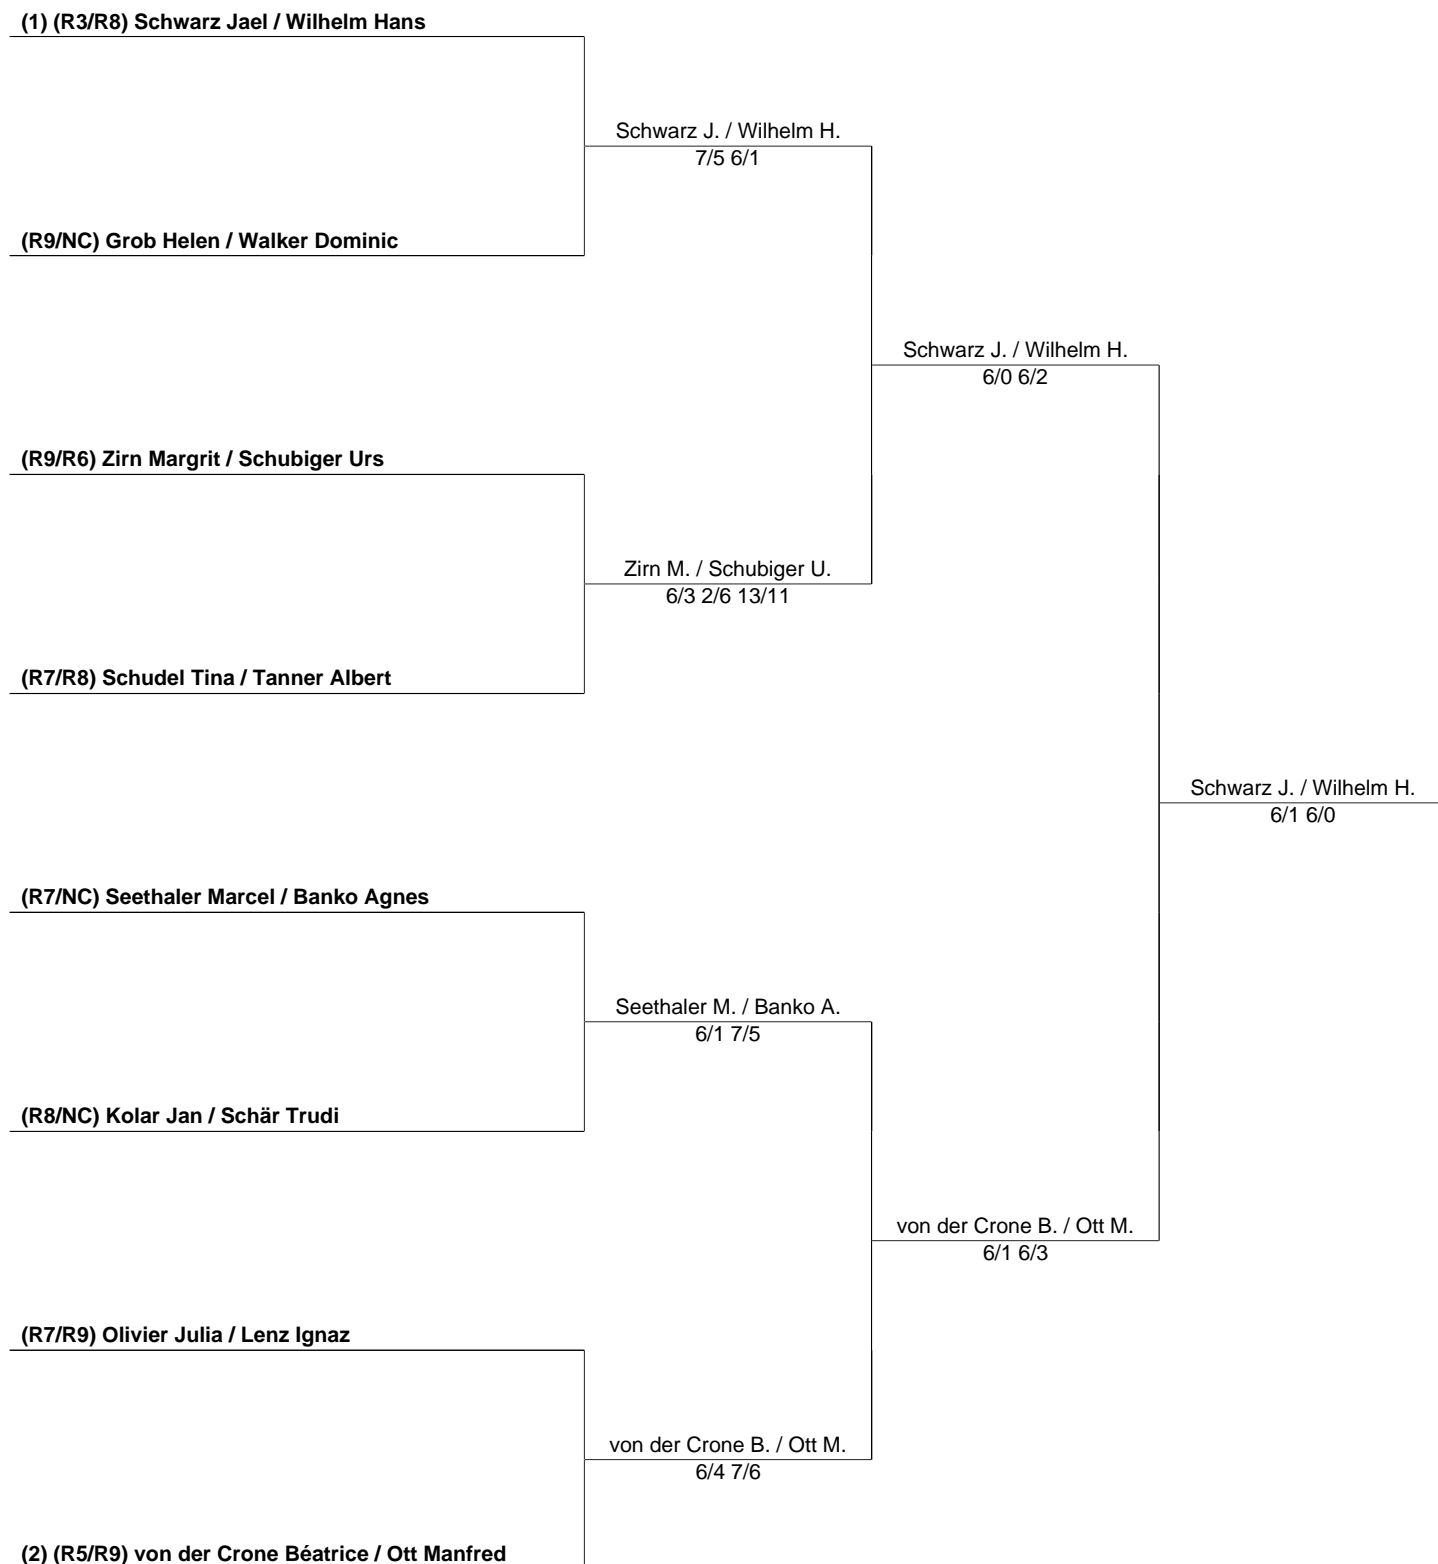 (1) (R3/R8) Schwarz Jael / Wilhelm Hans
Schwarz J. / Wilhelm H.
7/5 6/1
(R9/NC) Grob Helen / Walker Dominic
Schwarz J. / Wilhelm H.
6/0 6/2
(R9/R6) Zirn Margrit / Schubiger Urs
Zirn M. / Schubiger U.
6/3 2/6 13/11
(R7/R8) Schudel Tina / Tanner Albert
Schwarz J. / Wilhelm H.
6/1 6/0
(R7/NC) Seethaler Marcel / Banko Agnes
Seethaler M. / Banko A.
6/1 7/5
(R8/NC) Kolar Jan / Schär Trudi
von der Crone B. / Ott M.
6/1 6/3
(R7/R9) Olivier Julia / Lenz Ignaz
von der Crone B. / Ott M.
6/4 7/6
(2) (R5/R9) von der Crone Béatrice / Ott Manfred